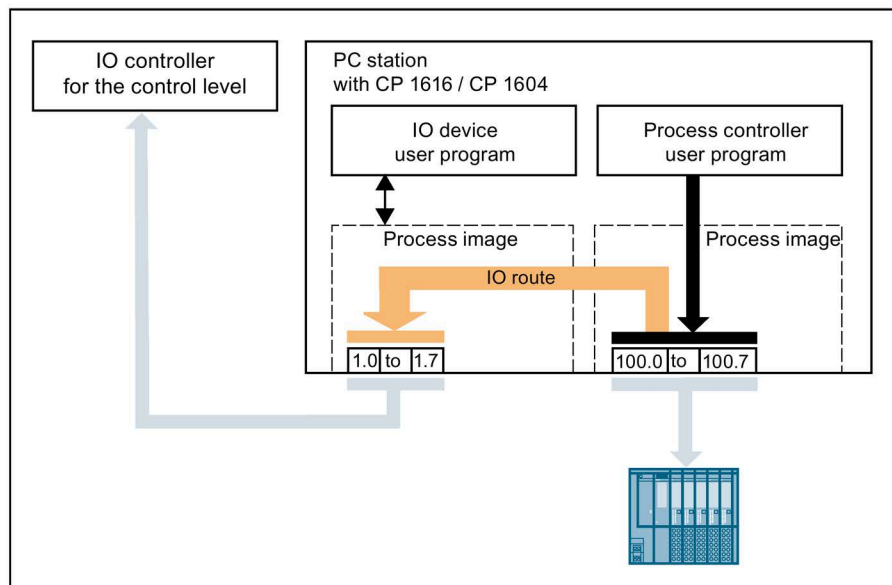 IO controller
for the control level
PC station
with CP 1616 / CP 1604
IO device
user program
Process controller
user program
Process image
Process image
IO route
1.0 to 1.7
100.0 to 100.7